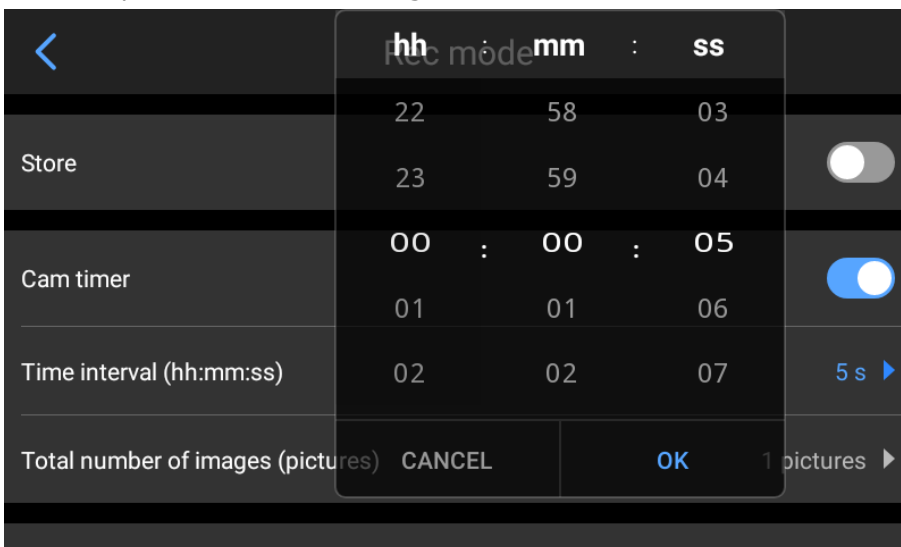 Rec mode
hh : mm : ss
22 58 03
Store
23 59 04
00 : 00 : 05
Cam timer
01 01 06
Time interval (hh:mm:ss)
02 02 07
5 s
Total number of images (pictures)
CANCEL OK
1 pictures